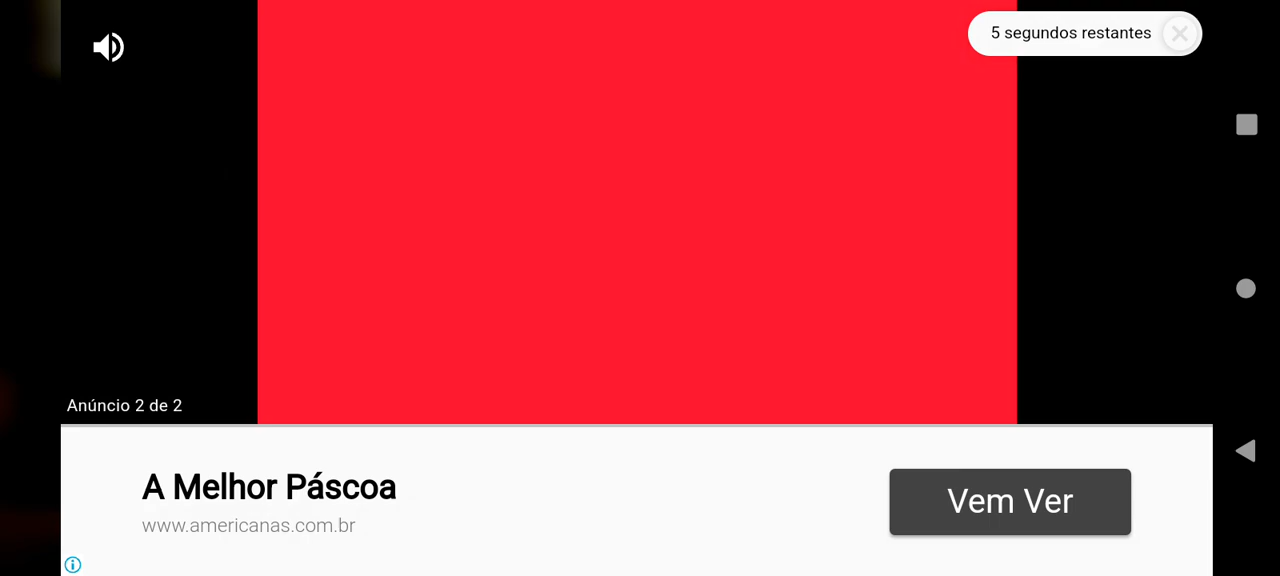 5 segundos restantes
Anúncio 2 de 2
A Melhor Páscoa
www.americanas.com.br
Vem Ver